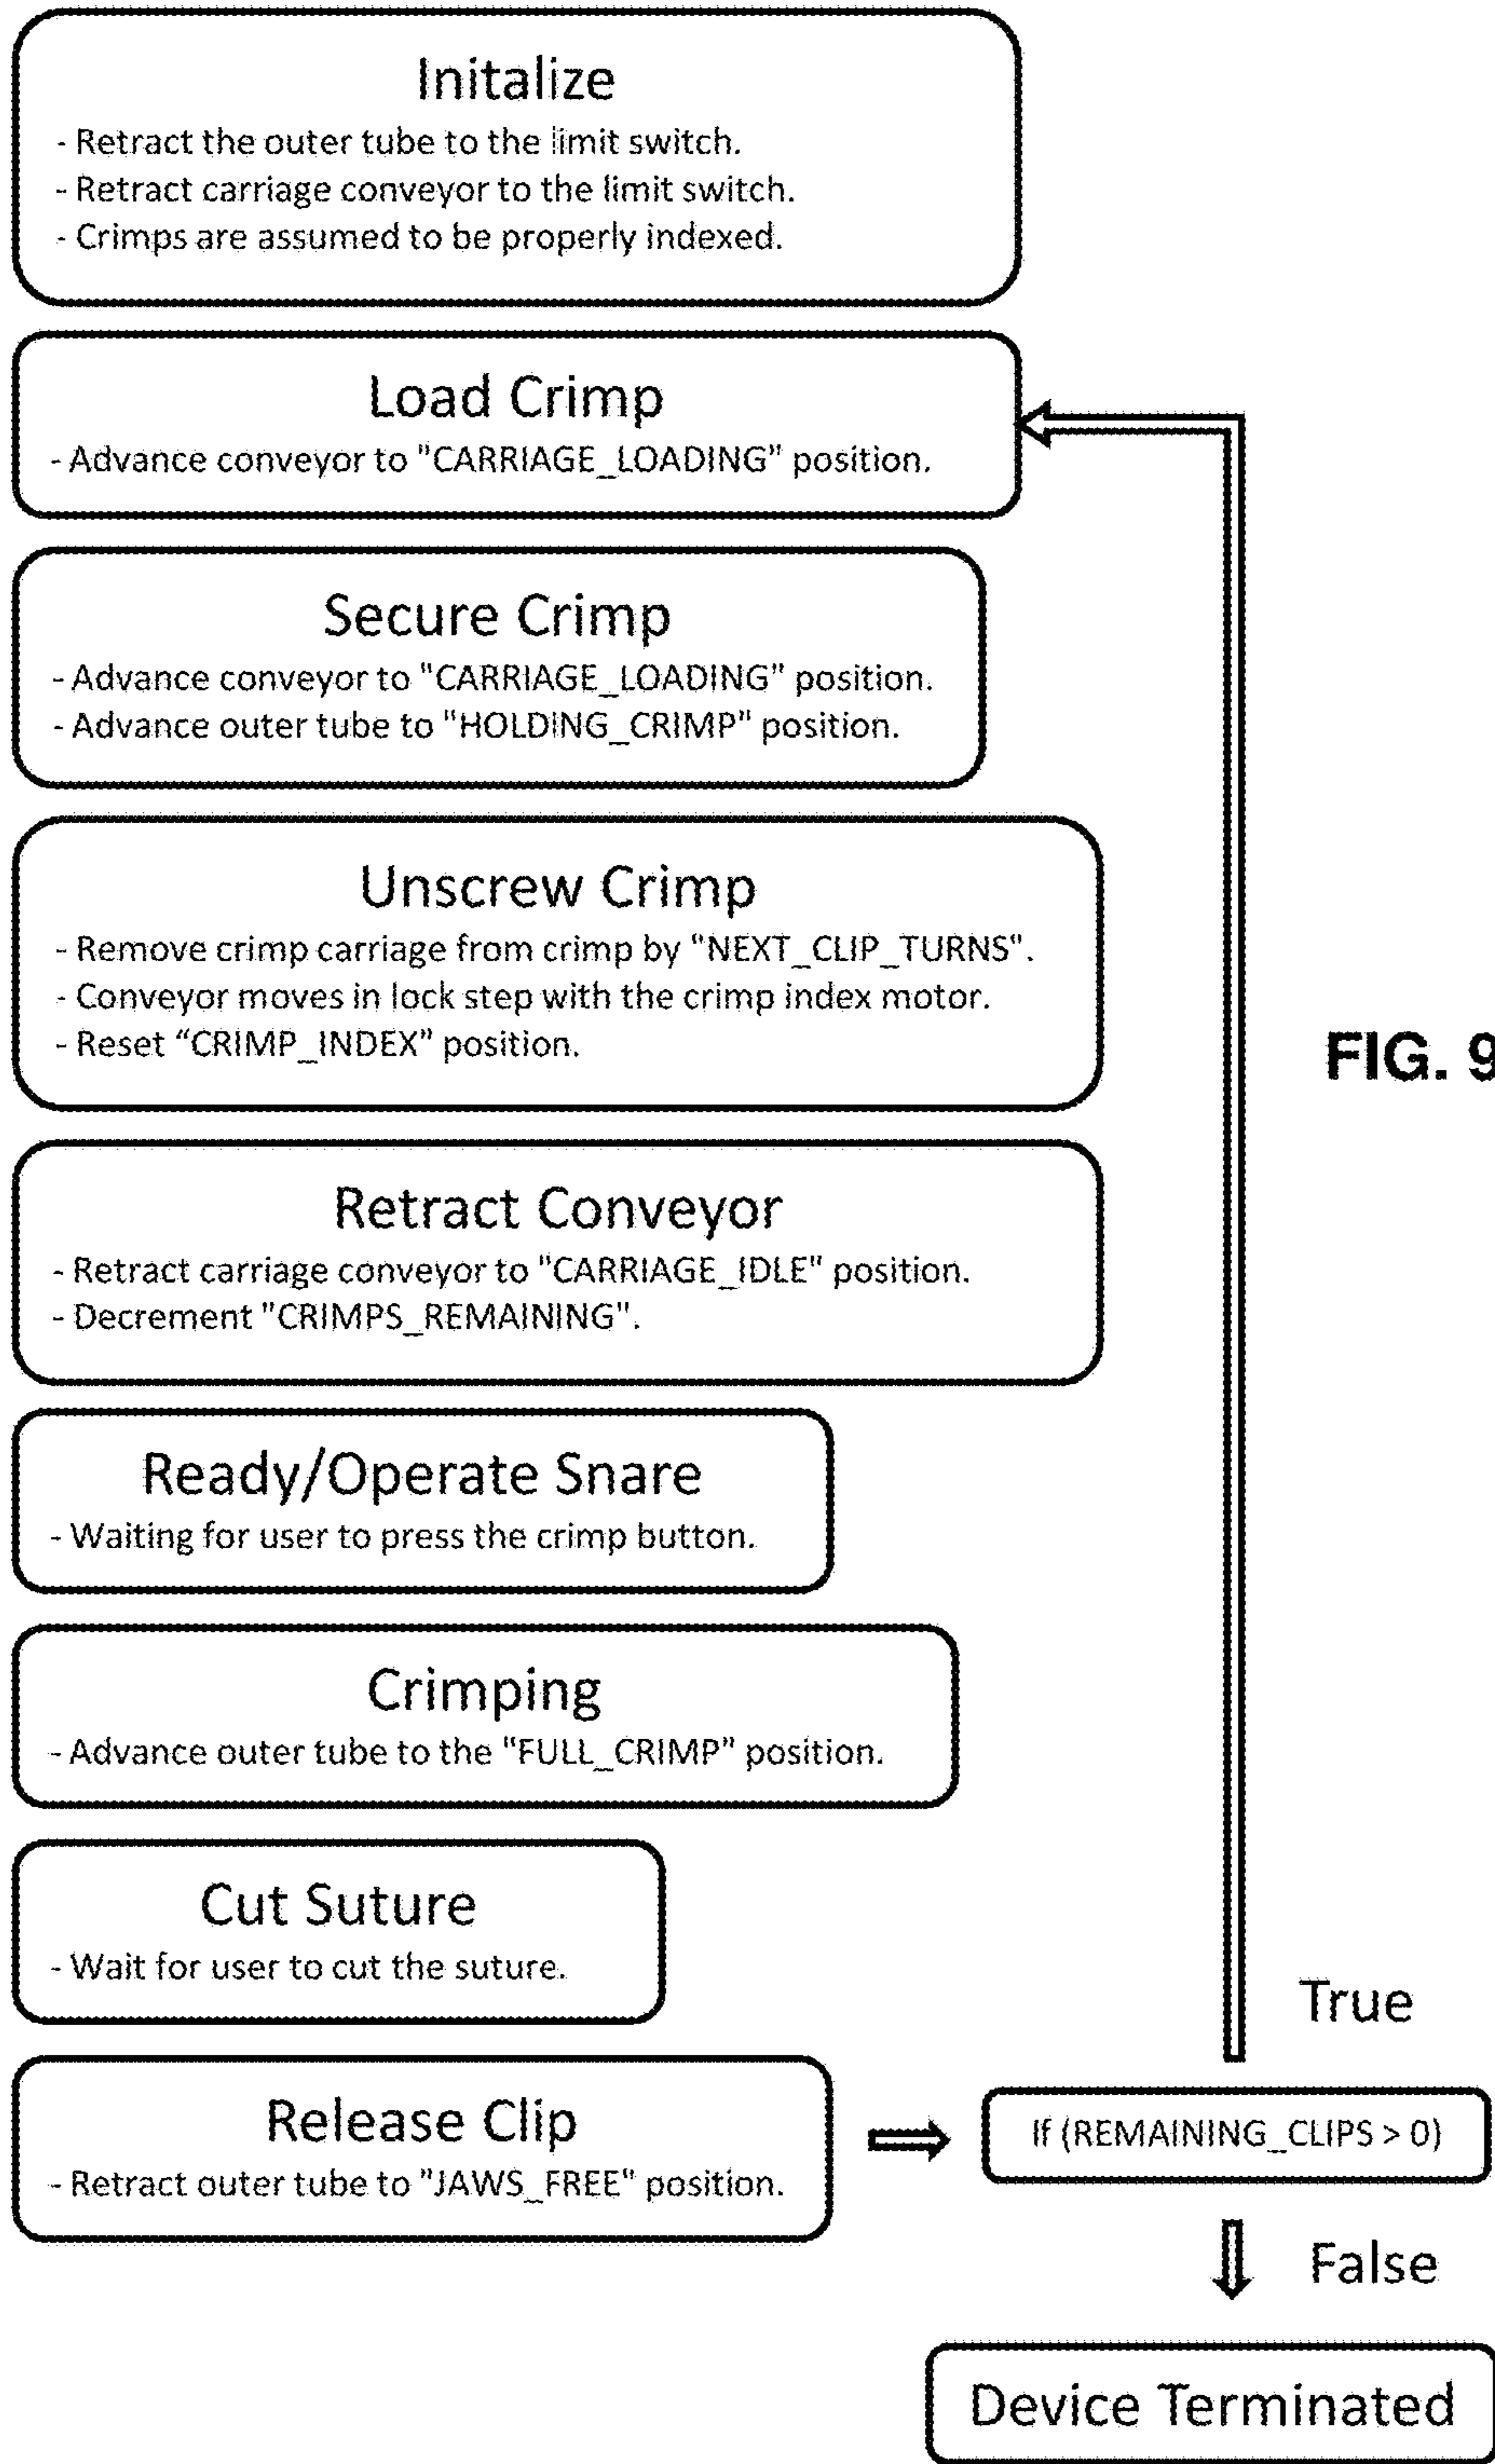 Initalize
- Retract the outer tube to the limit switch.
- Retract carriage conveyor to the limit switch.
- Crimps are assumed to be properly indexed.
Load Crimp
- Advance conveyor to "CARRIAGE_LOADING" position.
Secure Crimp
- Advance conveyor to "CARRIAGE_LOADING" position.
- Advance outer tube to "HOLDING_CRIMP" position.
Unscrew Crimp
- Remove crimp carriage from crimp by "NEXT_CLIP_TURNS".
- Conveyor moves in lock step with the crimp index motor.
- Reset “CRIMP_INDEX" position.
FIG. 9
Retract Conveyor
- Retract carriage conveyor to "CARRIAGE_IDLE" position.
- Decrement "CRIMPS_REMAINING".
Ready/Operate Snare
- Waiting for user to press the crimp button.
Crimping
- Advance outer tube to the "FULL_CRIMP" position.
Cut Suture
- Wait for user to cut the suture.
True
Release Clip
- Retract outer tube to "JAWS_FREE" position.
If (REMAINING_CLIPS > 0)
False
Device Terminated